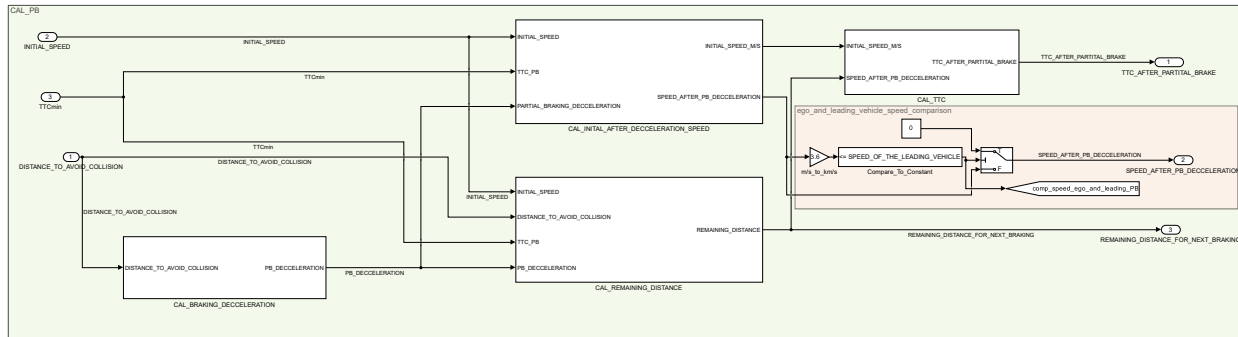 CAL_PB
2
INITIAL_SPEED
INITIAL_SPEED
3
TTCmin
TTCmin
TTCmin
1
DISTANCE_TO_AVOID_COLLISION
DISTANCE_TO_AVOID_COLLISION
DISTANCE_TO_AVOID_COLLISION
DISTANCE_TO_AVOID_COLLISION
PB_DECCELERATION
CAL_BRAKING_DECCELERATION
PB_DECCELERATION
INITIAL_SPEED
TTC_PB
PARTIAL_BRAKING_DECCELERATION
INITIAL_SPEED_M/S
SPEED_AFTER_PB_DECCELERATION
CAL_INITAL_AFTER_DECCELERATION_SPEED
INITIAL_SPEED
INITIAL_SPEED
DISTANCE_TO_AVOID_COLLISION
TTC_PB
PB_DECCELERATION
REMAINING_DISTANCE
CAL_REMAINING_DISTANCE
INITIAL_SPEED_M/S
SPEED_AFTER_PB_DECCELERATION
TTC_AFTER_PARTITAL_BRAKE
CAL_TTC
TTC_AFTER_PARTITAL_BRAKE
1
TTC_AFTER_PARTITAL_BRAKE
ego_and_leading_vehicle_speed_comparison
0
3.6
m/s_to_km/s
<= SPEED_OF_THE_LEADING_VEHICLE
Compare_To_Constant
T
F
SPEED_AFTER_PB_DECCELERATION
2
SPEED_AFTER_PB_DECCELERATION
comp_speed_ego_and_leading_PB
REMAINING_DISTANCE_FOR_NEXT_BRAKING
3
REMAINING_DISTANCE_FOR_NEXT_BRAKING